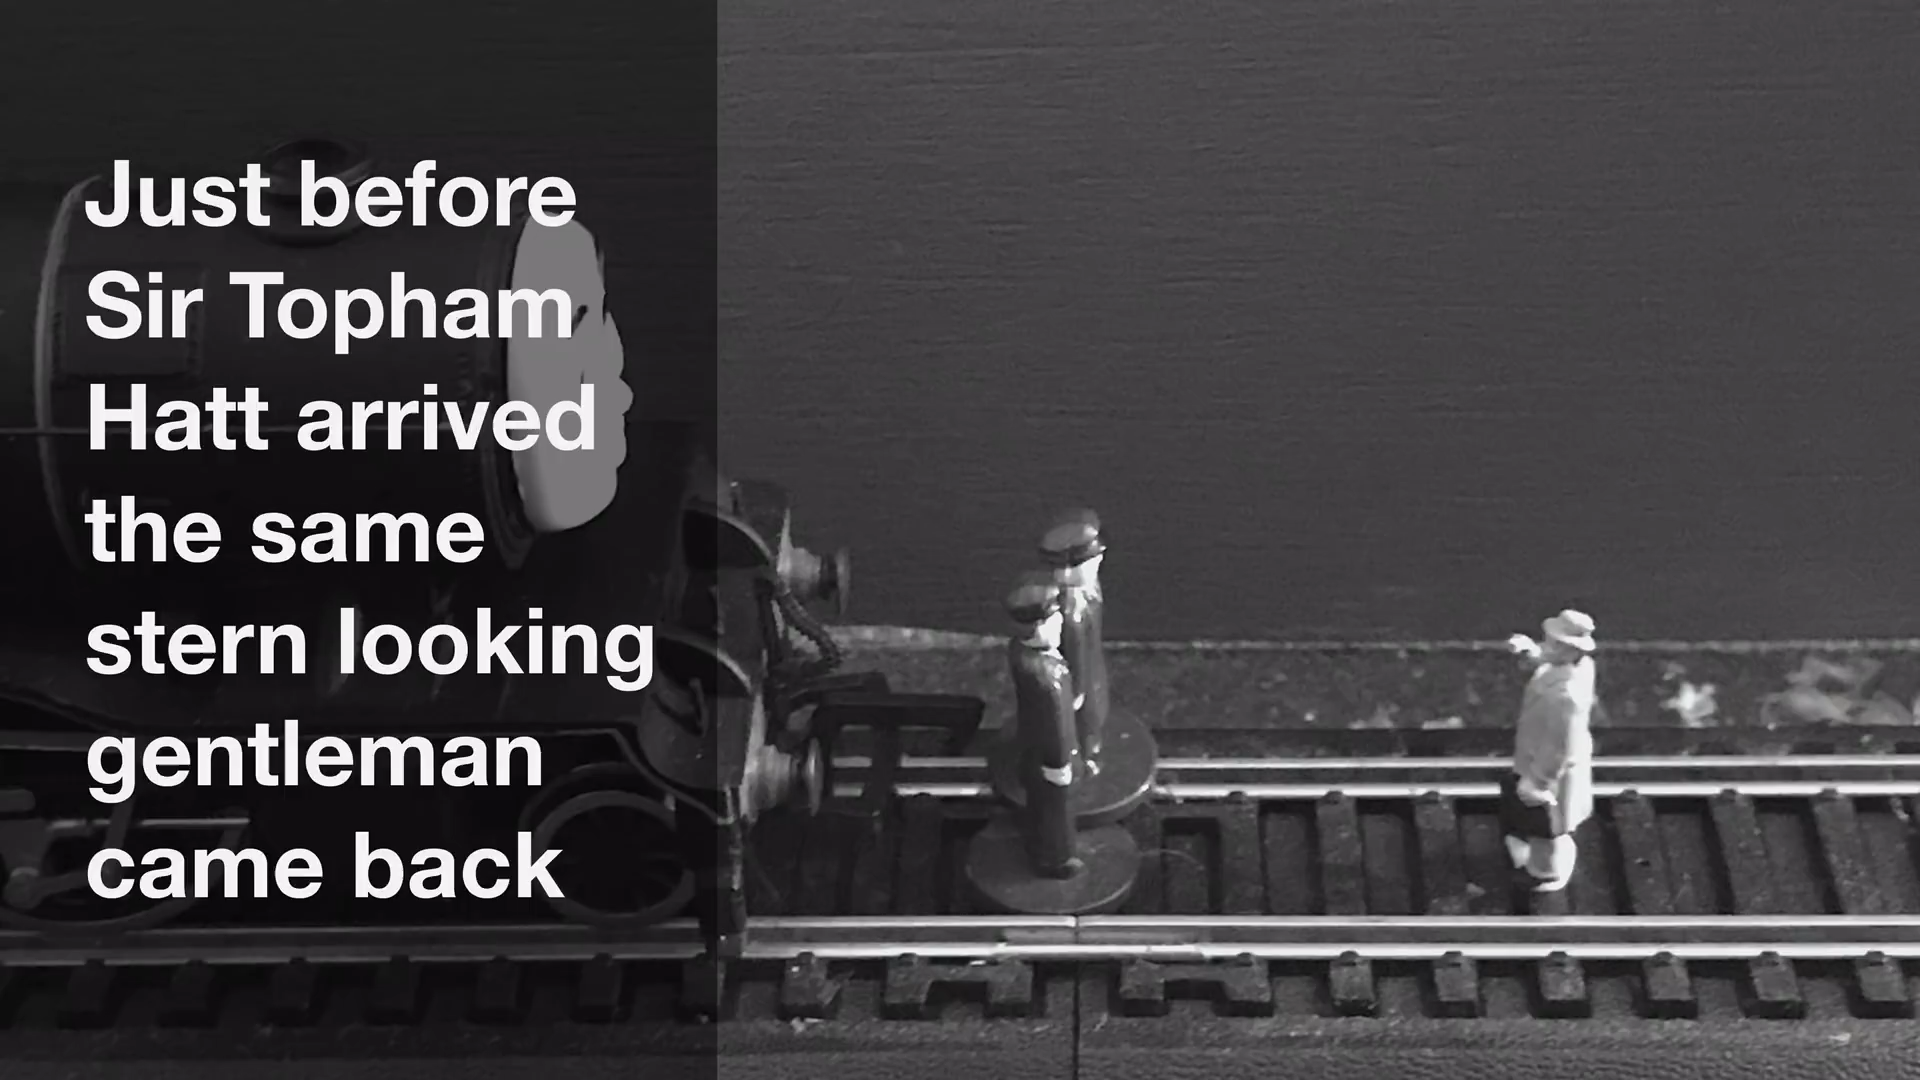 Just before
Sir Topham
Hatt arrived
the same
stern looking
gentleman
came back